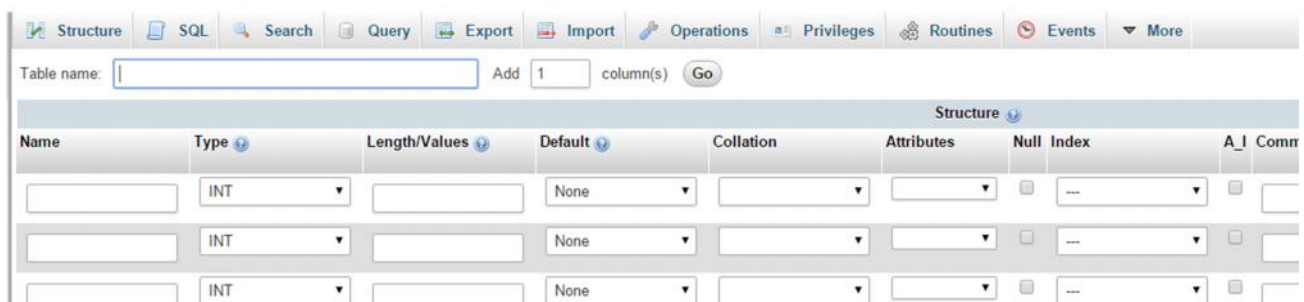 Structure SQL Search Query Export Import Operations Privileges Routines Events More
Table name: Add 1 column(s) Go
Structure
Name Type Length/Values Default Collation Attributes Null Index A_I Comm
INT None ---
INT None ---
INT None ---